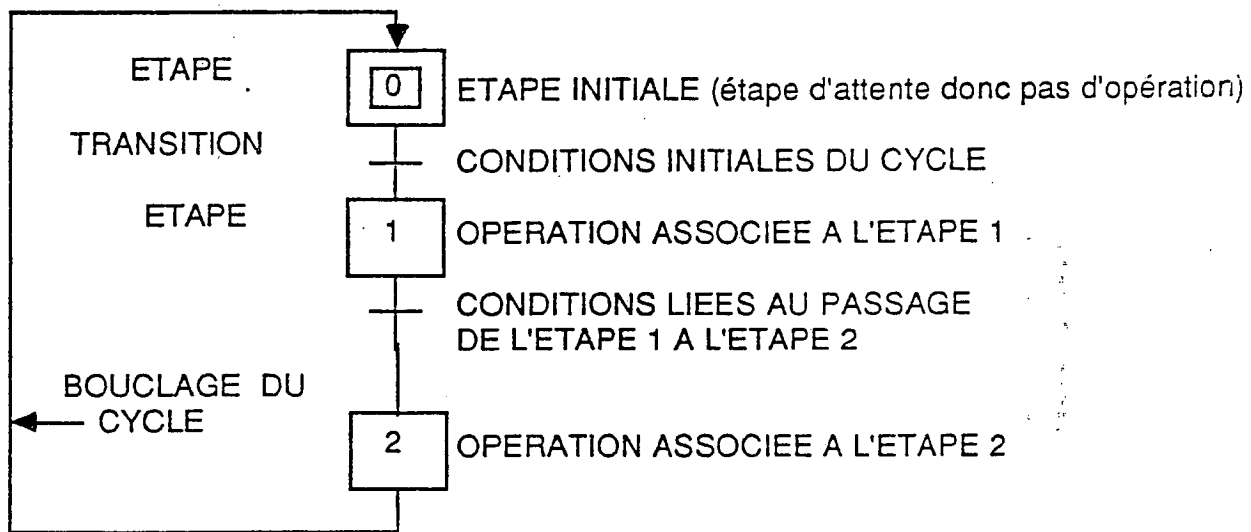 ETAPE
0
ETAPE INITIALE (étape d'attente donc pas d'opération)
TRANSITION
CONDITIONS INITIALES DU CYCLE
ETAPE
1
OPERATION ASSOCIEE A L'ETAPE 1
CONDITIONS LIEES AU PASSAGE
DE L'ETAPE 1 A L'ETAPE 2
BOUCLAGE DU
CYCLE
2
OPERATION ASSOCIEE A L'ETAPE 2